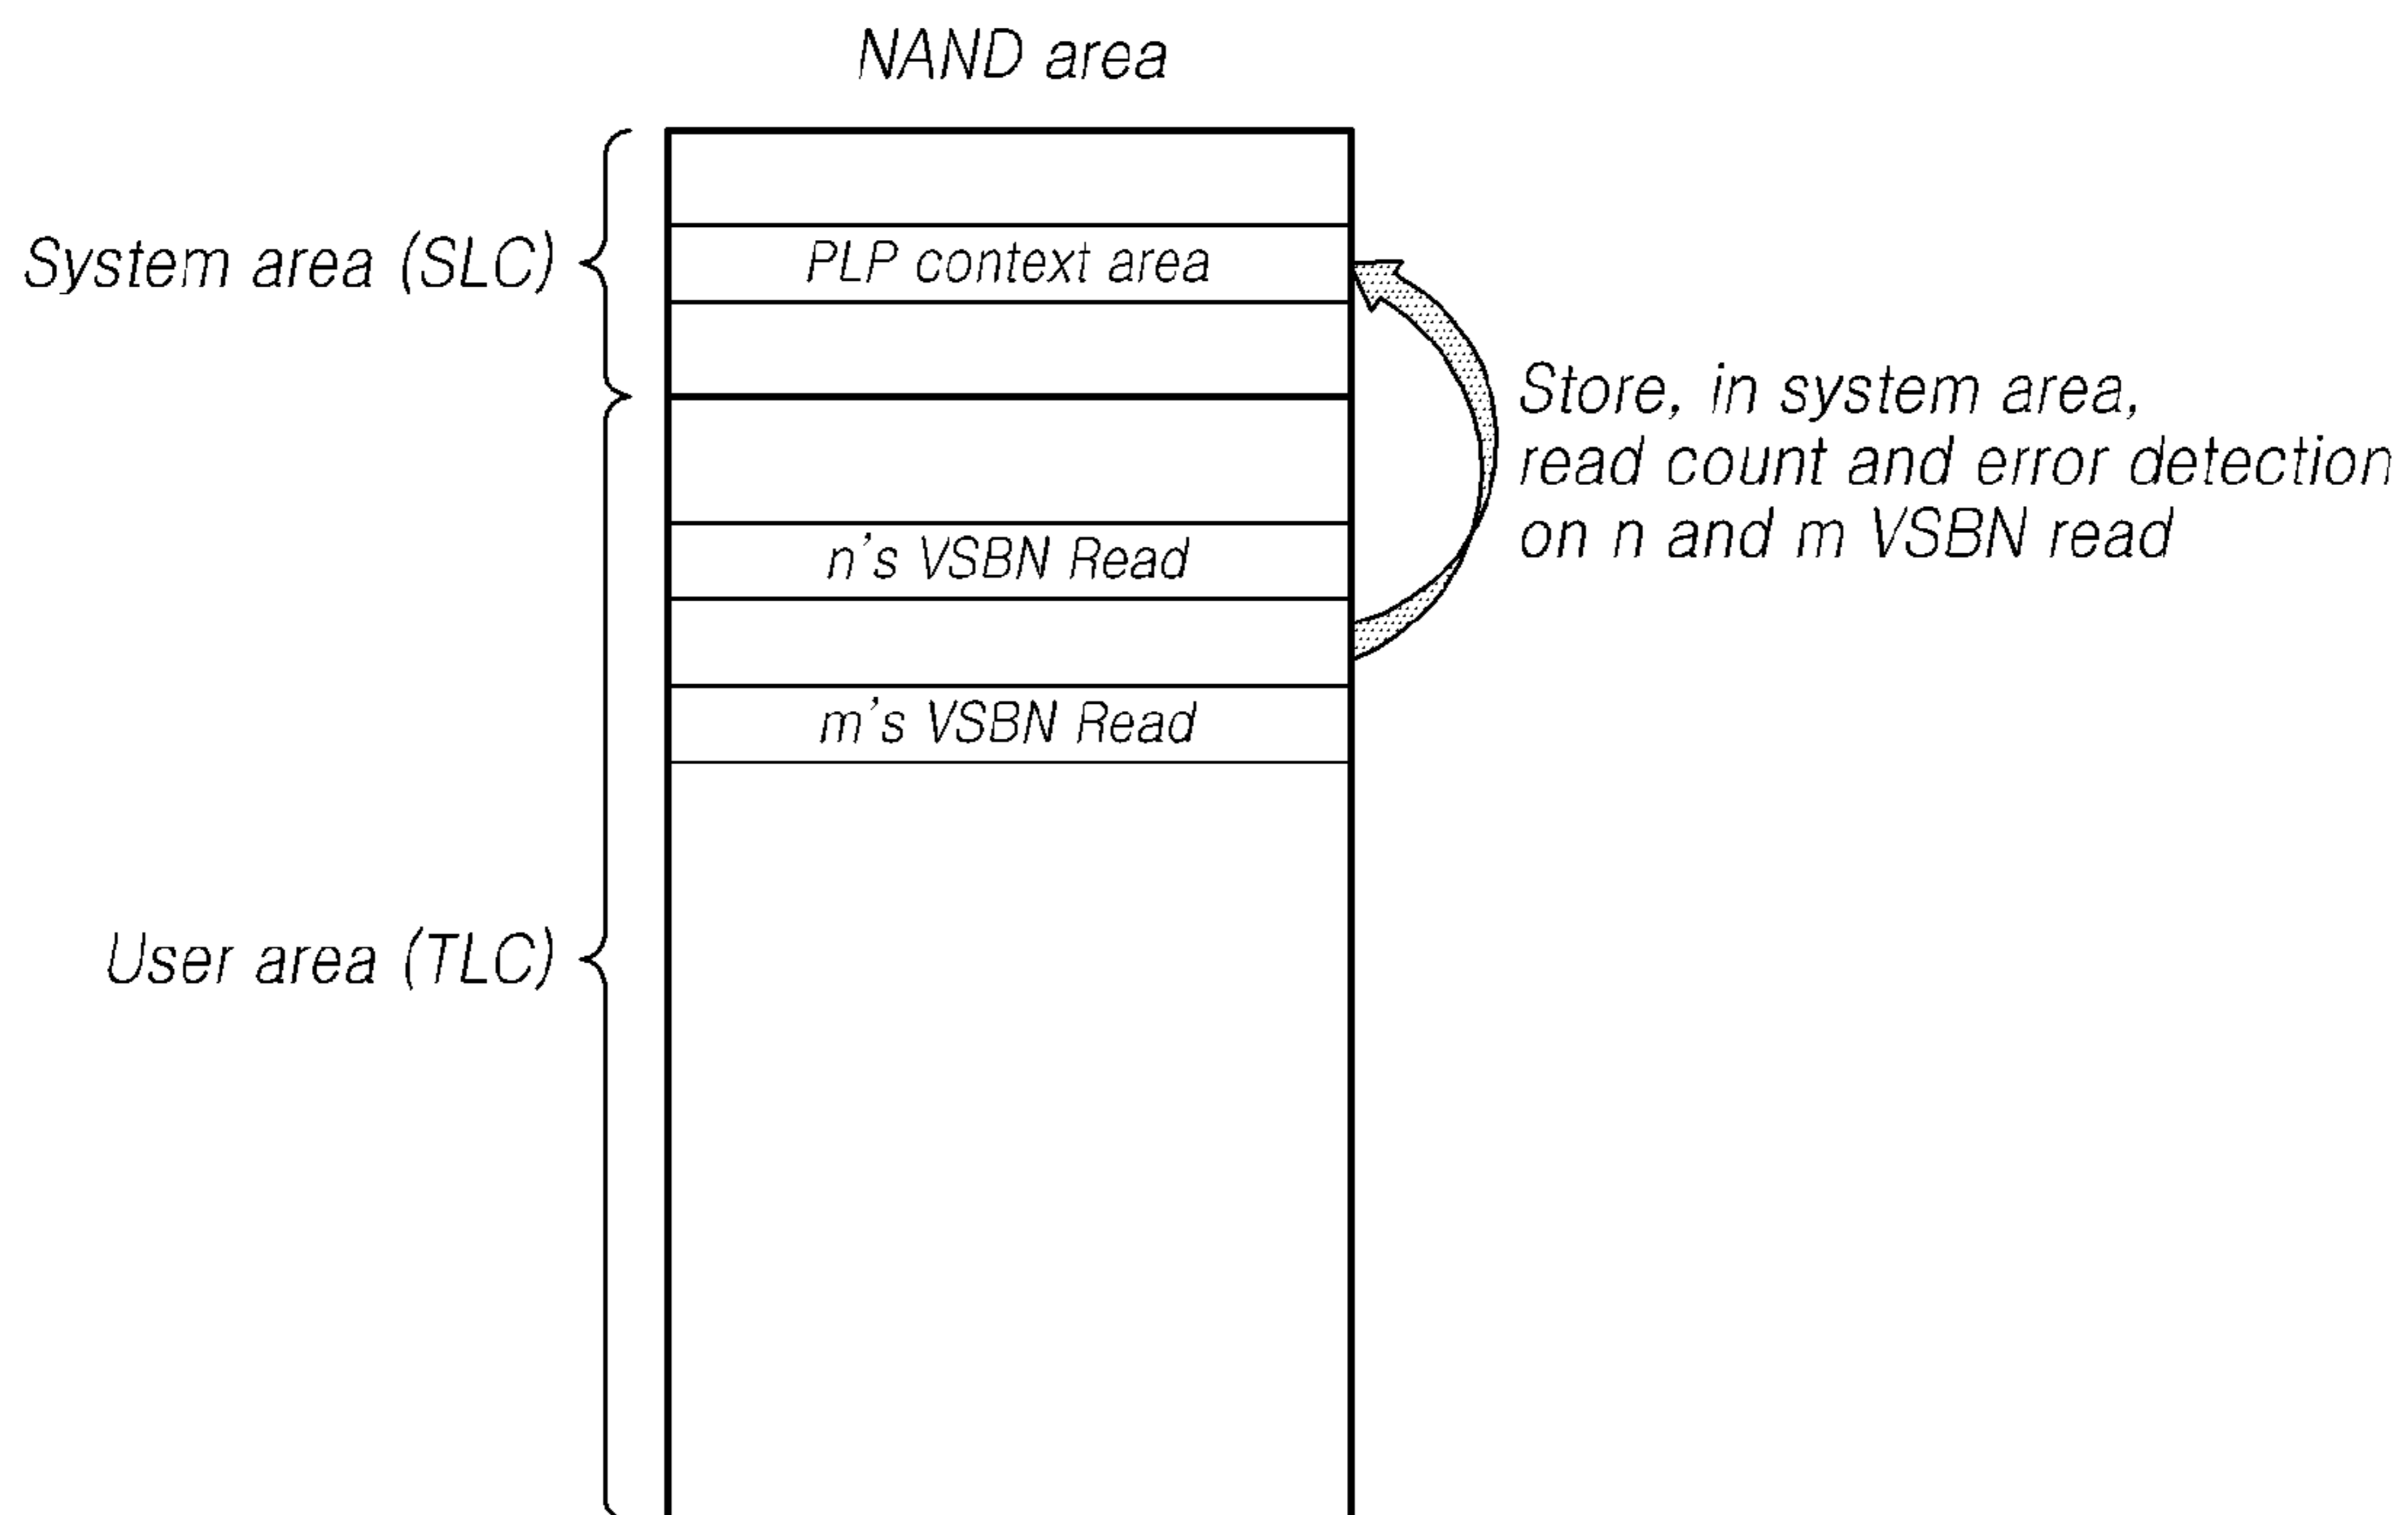 NAND area
System area (SLC)
PLP context area
Store, in system area,
read count and error detection
on n and m VSBN read
n's VSBN Read
m's VSBN Read
User area (TLC)